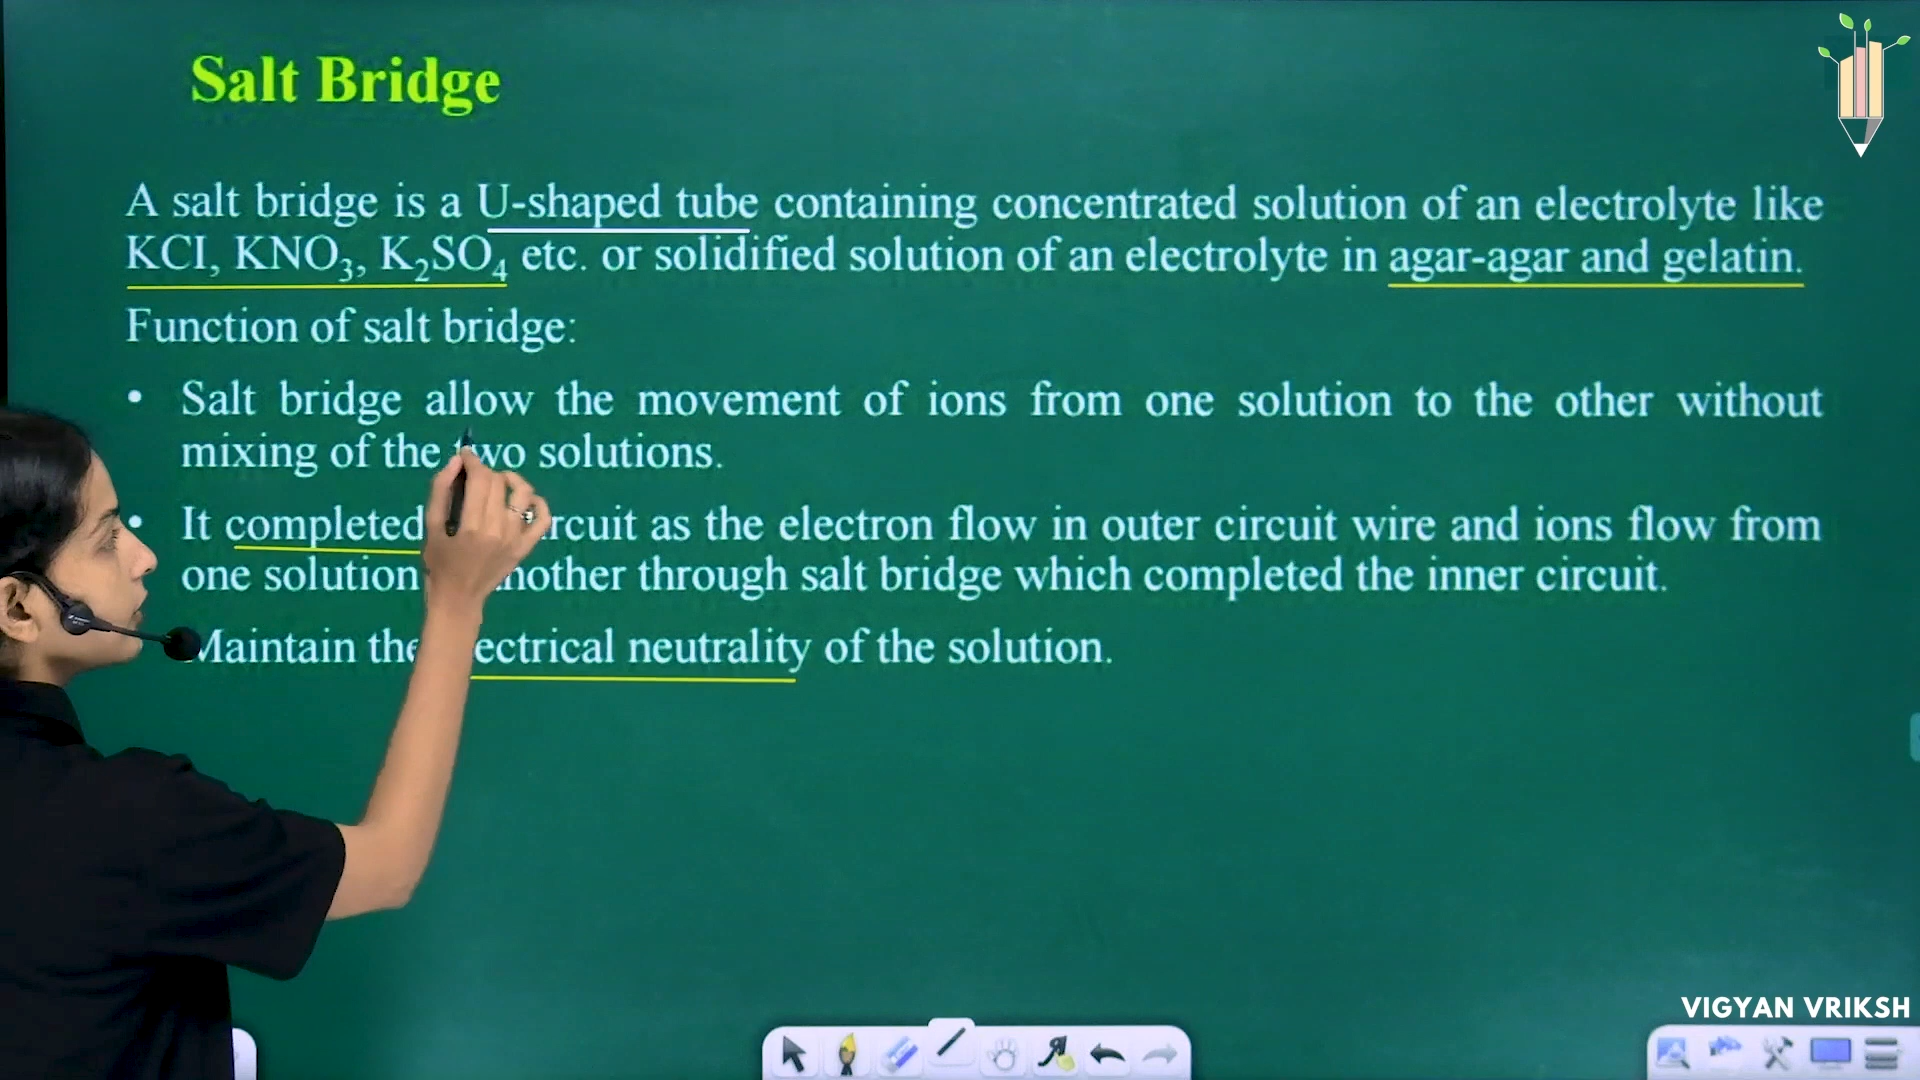 Salt Bridge
A salt bridge is a U-shaped tube containing concentrated solution of an electrolyte like
KCI, KNO₃, K₂SO₄ etc. or solidified solution of an electrolyte in agar-agar and gelatin.
Function of salt bridge:
• Salt bridge allow the movement of ions from one solution to the other without
mixing of the two solutions.
• It completed rcuit as the electron flow in outer circuit wire and ions flow from
one solution nother through salt bridge which completed the inner circuit.
Maintain the ectrical neutrality of the solution.
VIGYAN VRIKSH